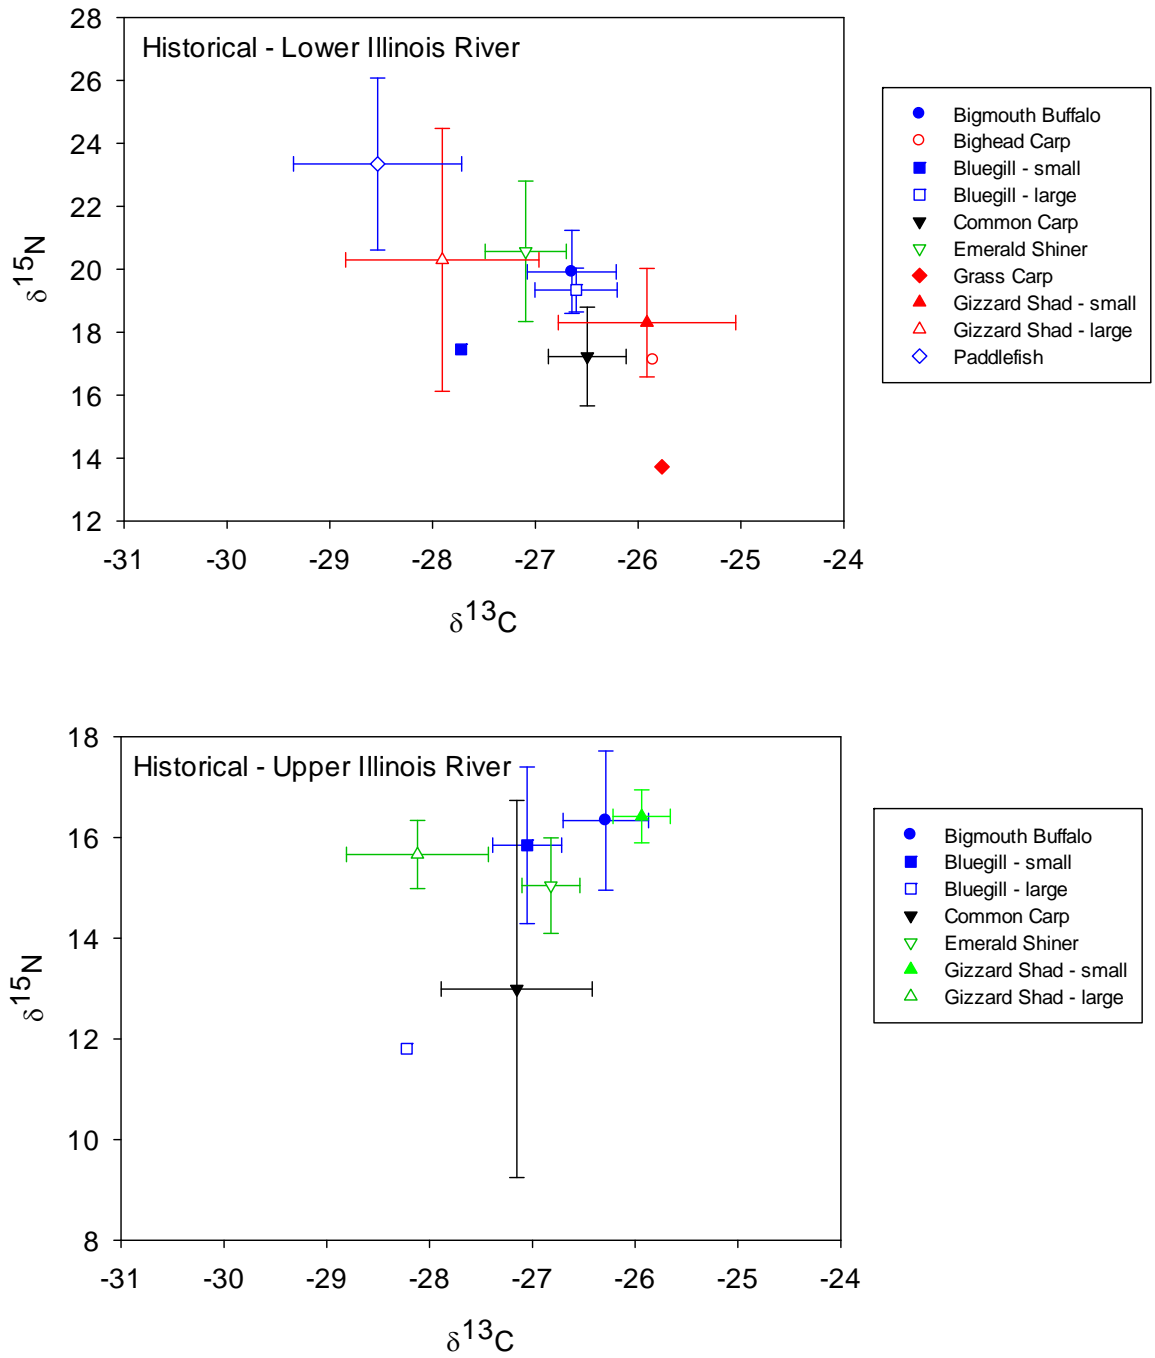 Historical - Lower Illinois River
28
26
24
22
20
18
16
14
12
δ15N
-31 -30 -29 -28 -27 -26 -25 -24
δ13C
Bigmouth Buffalo
Bighead Carp
Bluegill - small
Bluegill - large
Common Carp
Emerald Shiner
Grass Carp
Gizzard Shad - small
Gizzard Shad - large
Paddlefish
Historical - Upper Illinois River
18
16
14
12
10
8
δ15N
-31 -30 -29 -28 -27 -26 -25 -24
δ13C
Bigmouth Buffalo
Bluegill - small
Bluegill - large
Common Carp
Emerald Shiner
Gizzard Shad - small
Gizzard Shad - large